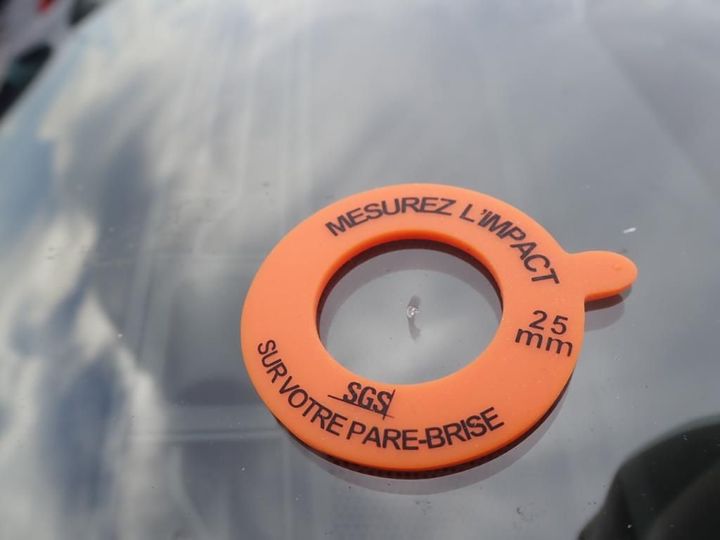 MESUREZ L'IMPACT
25
mm
SGS
SUR VOTRE PARE-BRISE